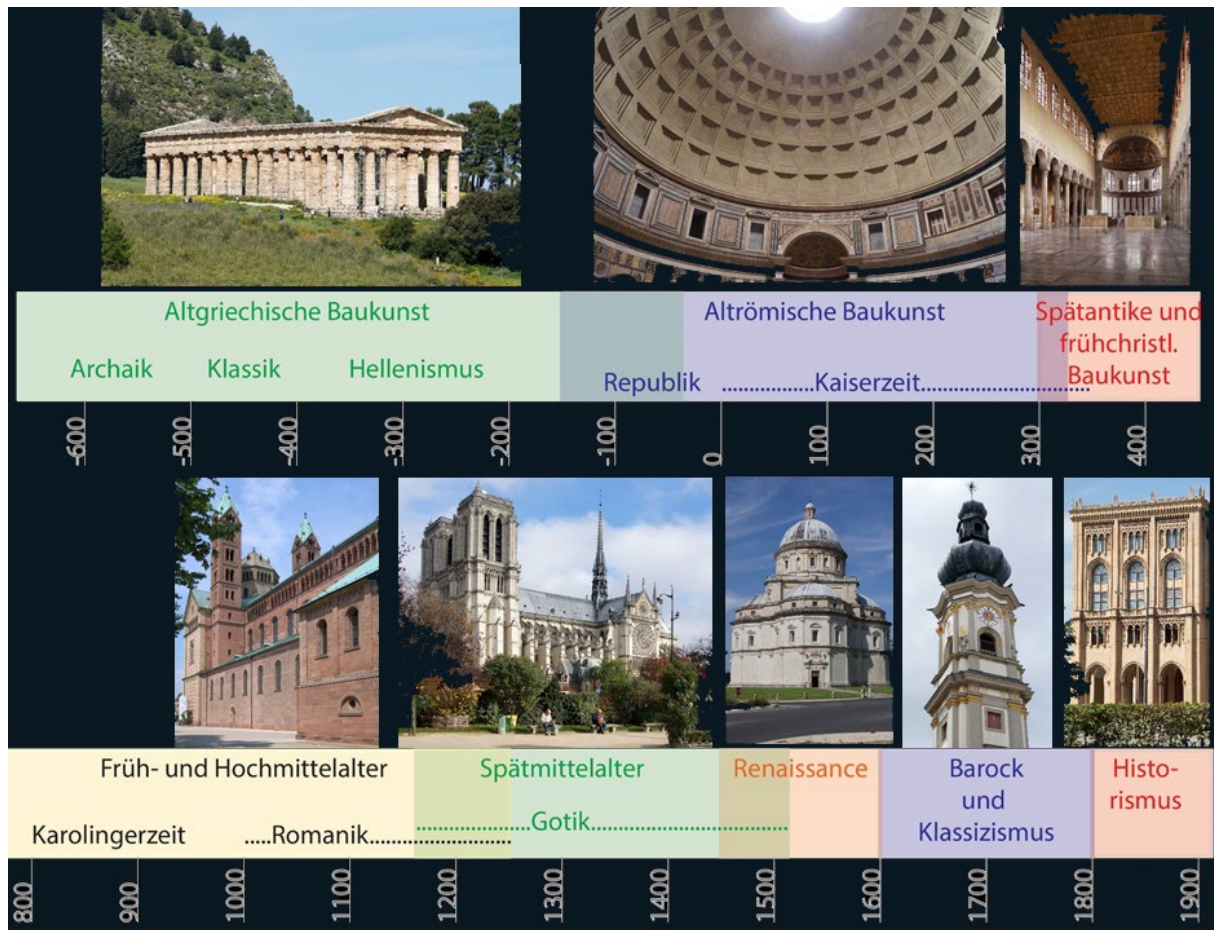 Altgriechische Baukunst
Altrömische Baukunst
Spätantike und
frühchristl.
Baukunst
Archaik Klassik Hellenismus
Republik ..........Kaiserzeit..................
-600 -500 -400 -300 -200 -100 0 100 200 300 400
Früh- und Hochmittelalter
Spätmittelalter
Renaissance
Barock
und
Klassizismus
Histo-
rismus
Karolingerzeit .....Romanik...........................
......................Gotik......................................
800 900 1000 1100 1200 1300 1400 1500 1600 1700 1800 1900